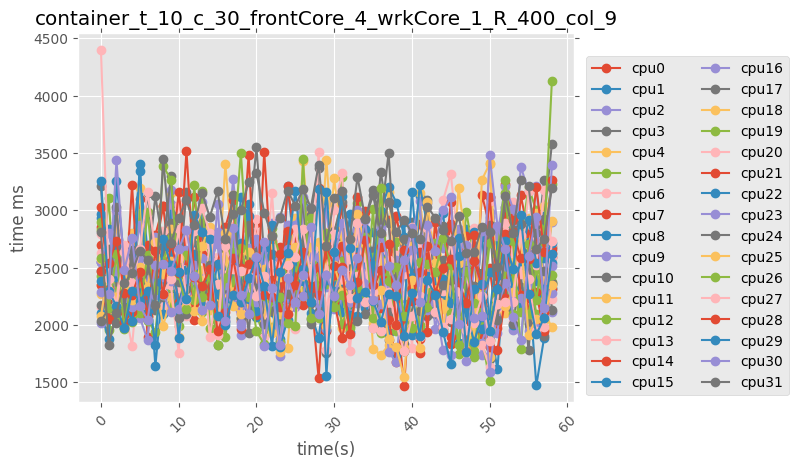 container_t_10_c_30_frontCore_4_wrkCore_1_R_400_col_9
time ms
4500
4000
3500
3000
2500
2000
1500
0
10
20
30
40
50
60
time(s)
cpu0
cpu1
cpu2
cpu3
cpu4
cpu5
cpu6
cpu7
cpu8
cpu9
cpu10
cpu11
cpu12
cpu13
cpu14
cpu15
cpu16
cpu17
cpu18
cpu19
cpu20
cpu21
cpu22
cpu23
cpu24
cpu25
cpu26
cpu27
cpu28
cpu29
cpu30
cpu31